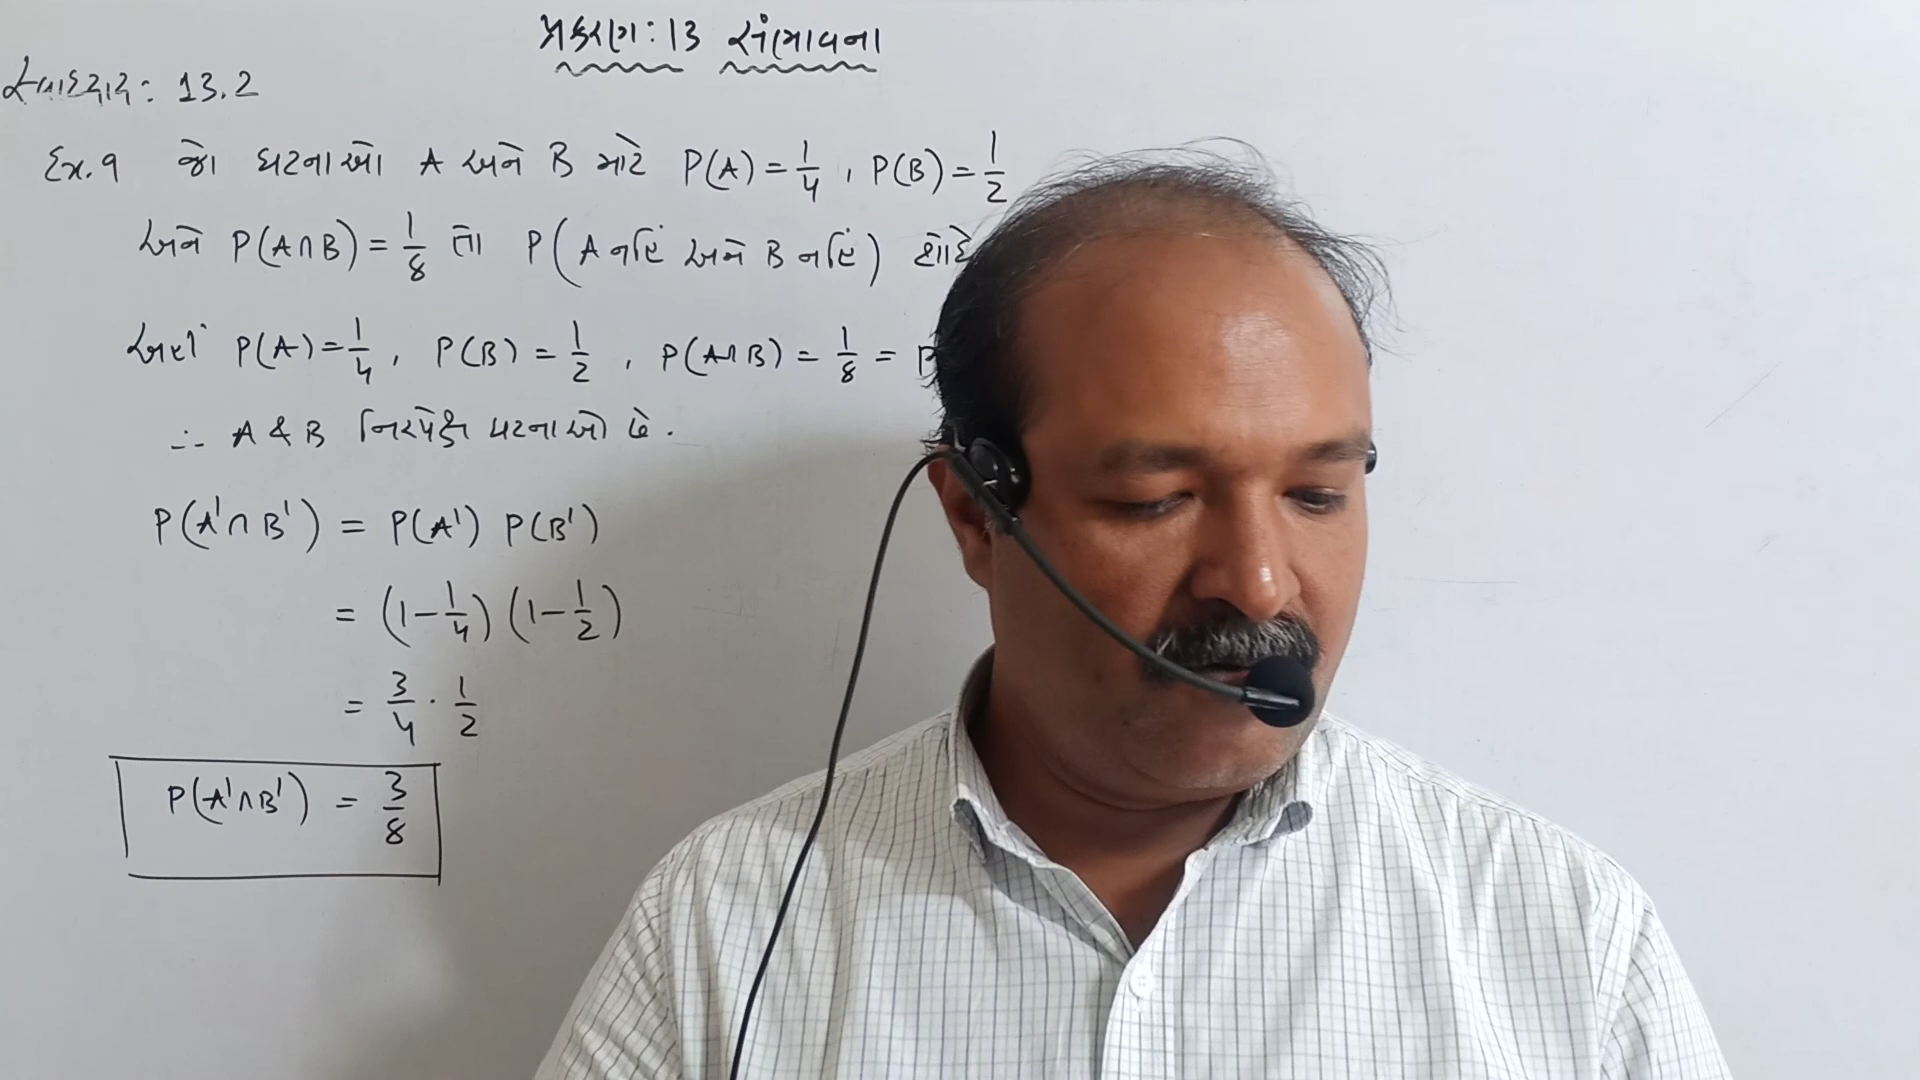 પ્રકરણ : 13 સંભાવના
સ્વાધ્યાય : 13.2
Ex. 9 જો ઘટનાઓ A અને B માટે P(A) = 1/4 , P(B) = 1/2
અને P(A∩B) = 1/8 તો P(A નહિં અને B નહિં) શોધો
અહીં P(A) = 1/4 , P(B) = 1/2 , P(A∩B) = 1/8 = P
∴ A & B નિરપેક્ષ ઘટનાઓ છે .
P(A'∩B') = P(A') P(B')
= (1-1/4) (1-1/2)
= 3/4 · 1/2
P(A'∩B') = 3/8